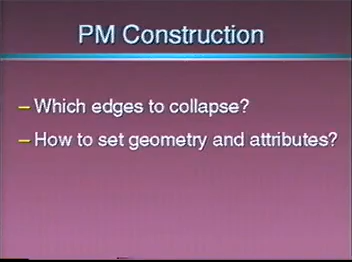 PM Construction
– Which edges to collapse?
– How to set geometry and attributes?